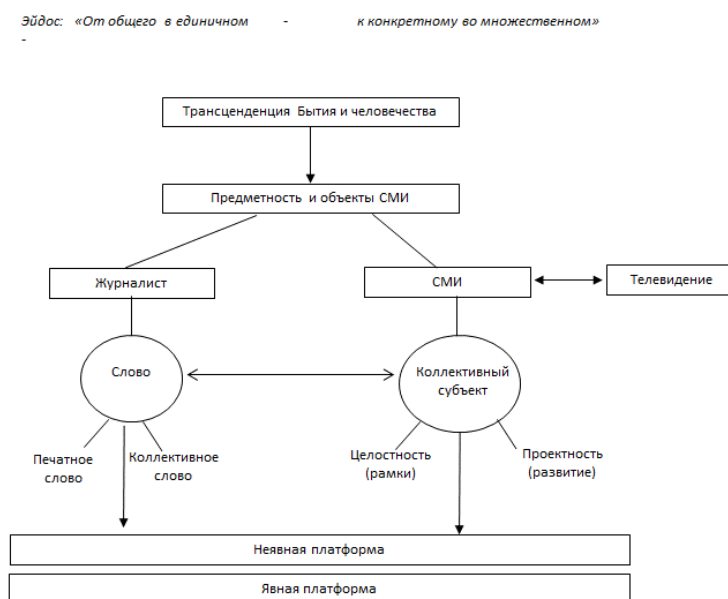 Эйдос: «От общего в единичном - к конкретному во множественном»
-
Трансценденция Бытия и человечества
Предметность и объекты СМИ
Журналист
СМИ
Телевидение
Слово
Коллективный
субъект
Печатное
слово
Коллективное
слово
Целостность
(рамки)
Проектность
(развитие)
Неявная платформа
Явная платформа